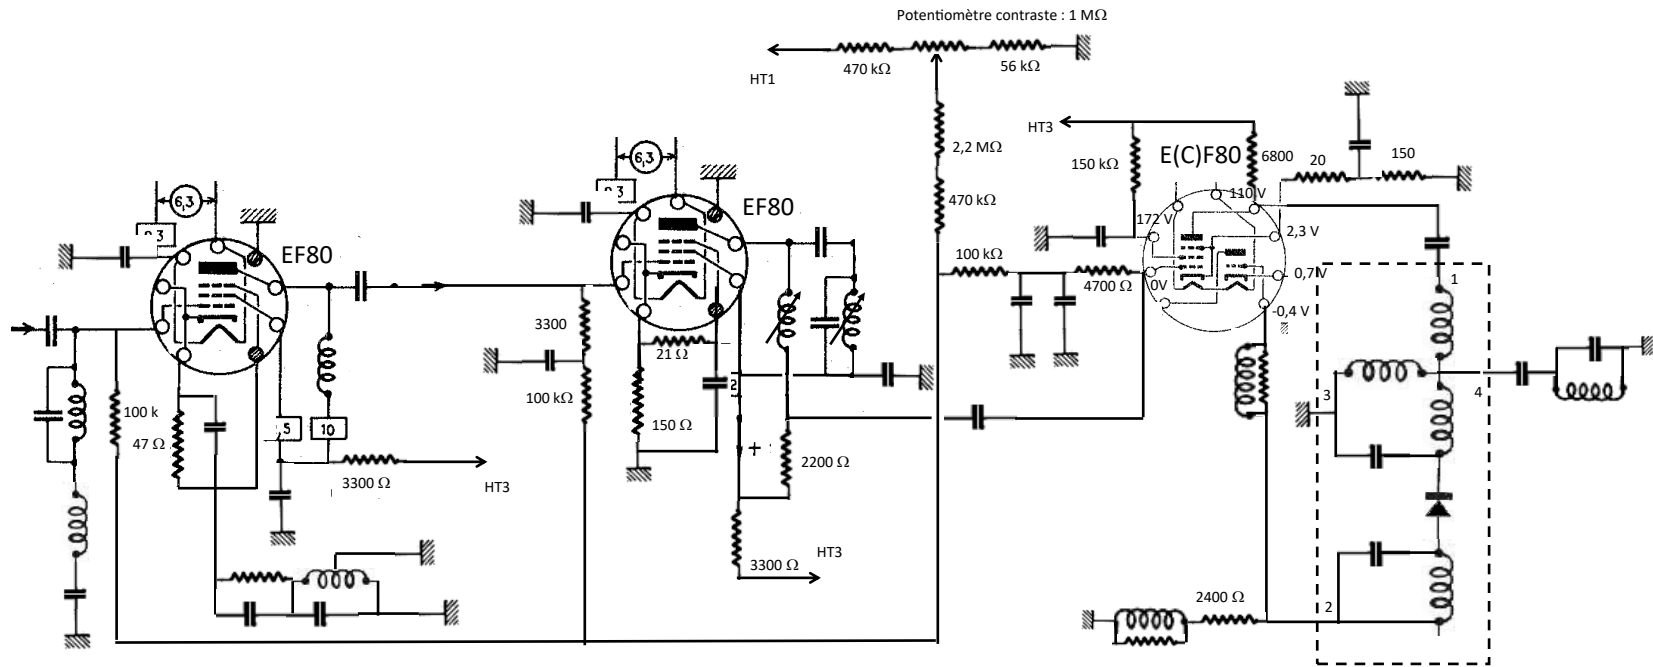 Potentiomètre contraste : 1 MΩ
470 kΩ
56 kΩ
HT1
HT3
2,2 MΩ
150 kΩ
E(C)F80
6800
20
150
6,3
470 kΩ
110 V
EF80
172 V
2,3 V
6,3
EF80
100 kΩ
4700 Ω
0V
0,7 V
-0,4 V
1
3300
21 Ω
100 k
47 Ω
5
10
100 kΩ
150 Ω
+
2200 Ω
3
4
3300 Ω
HT3
3300 Ω
HT3
2400 Ω
2